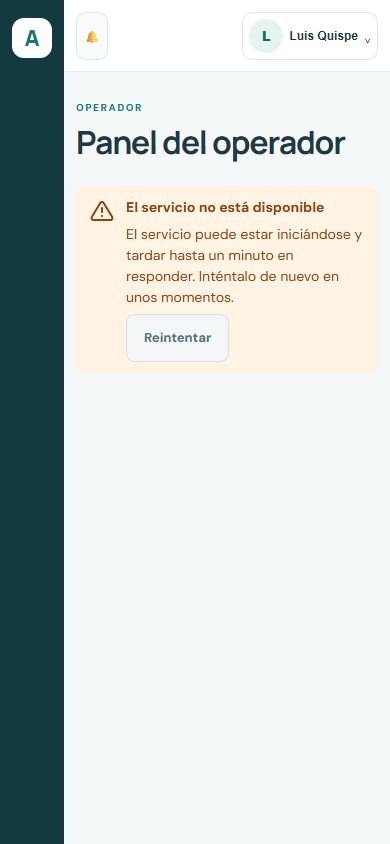 A
L
Luis Quispe
OPERADOR
Panel del operador
El servicio no está disponible
El servicio puede estar iniciándose y
tardar hasta un minuto en
responder. Inténtalo de nuevo en
unos momentos.
Reintentar